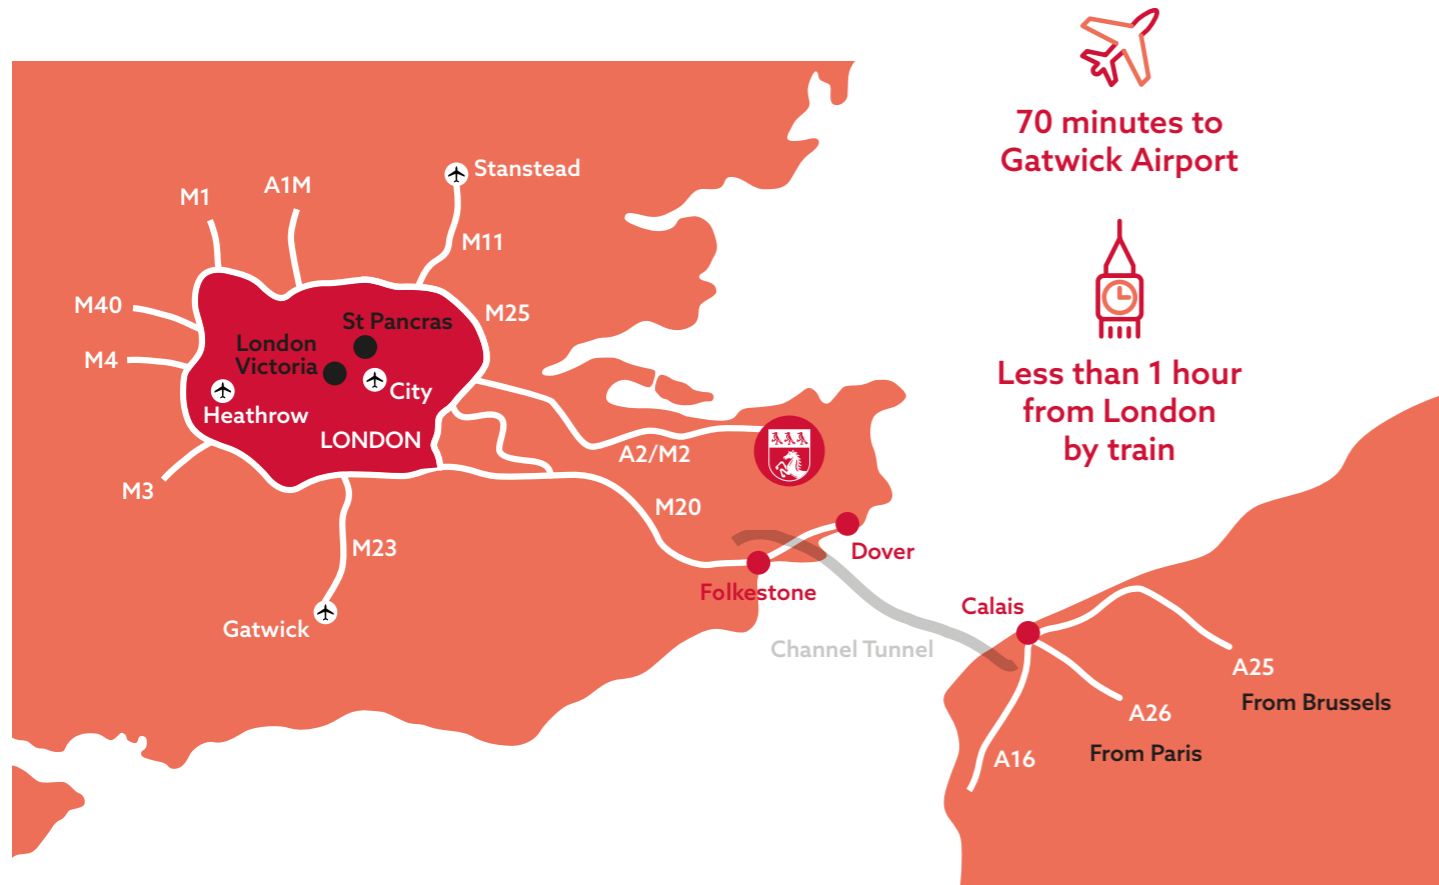 70 minutes to
Gatwick Airport
Stanstead
A1M
M1
M11
M40
M25
St Pancras
London
Victoria
M4
City
Heathrow
LONDON
A2/M2
M3
M20
M23
Dover
Folkestone
Gatwick
Less than 1 hour
from London
by train
Calais
Channel Tunnel
A25
From Brussels
A26
From Paris
A16